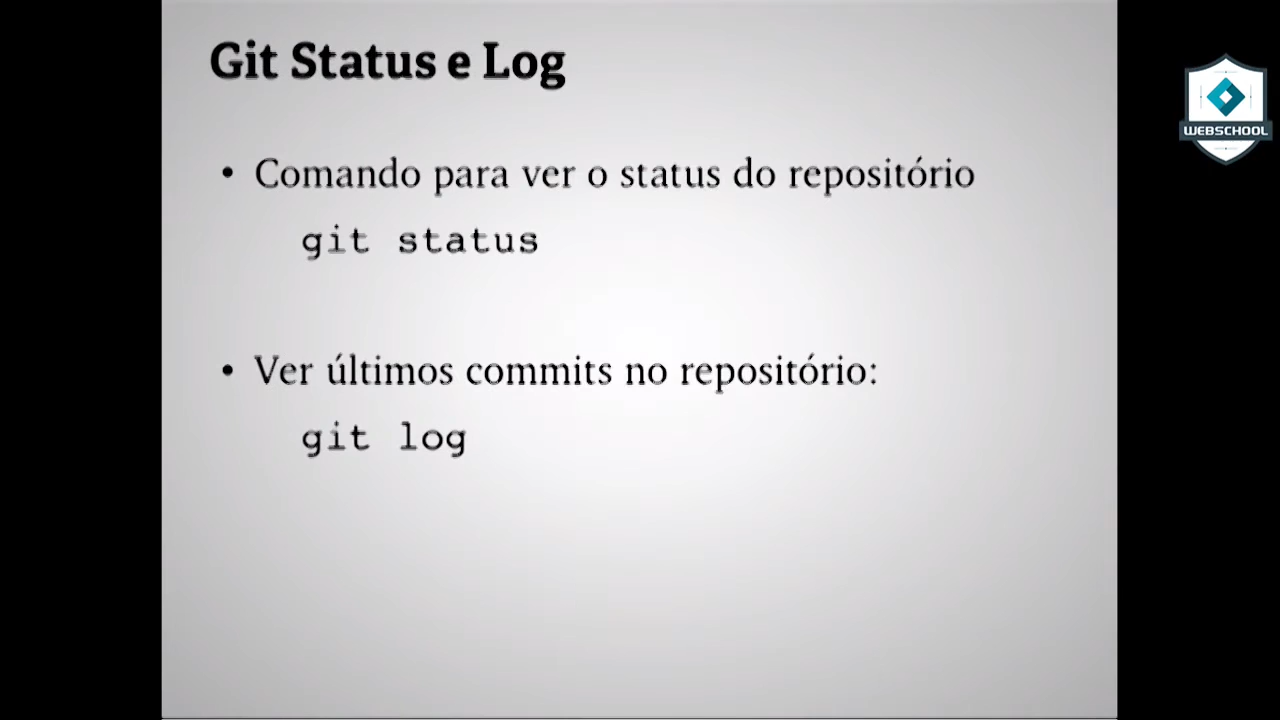 Git Status e Log
WEBSCHOOL
• Comando para ver o status do repositório
git status
• Ver últimos commits no repositório:
git log